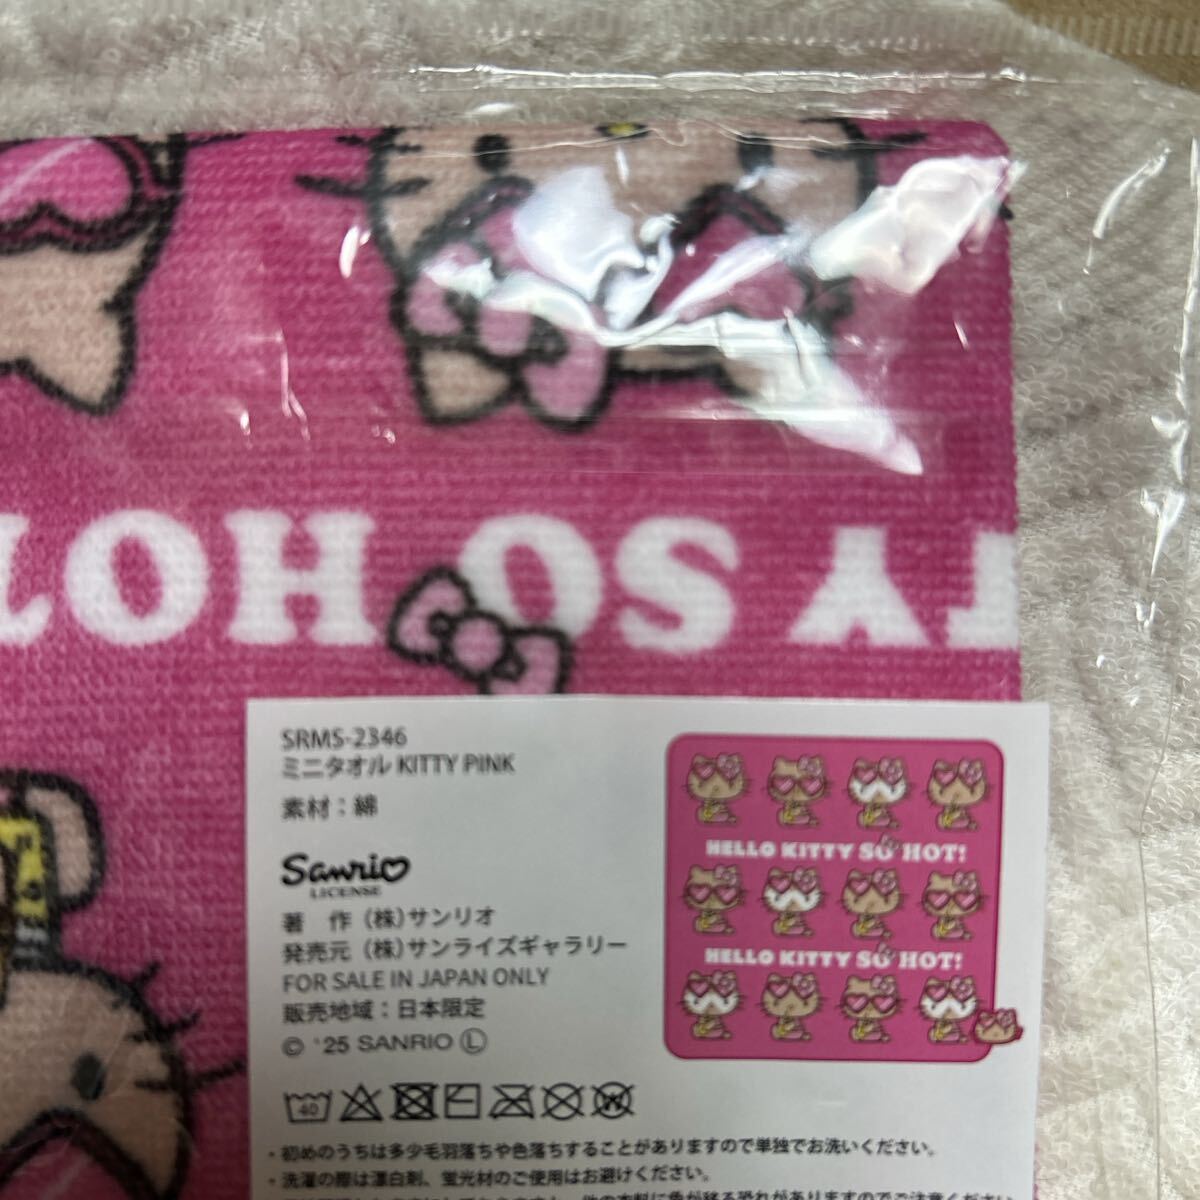 HOT
SO
TY
SRMS-2346
ミニタオル KITTY PINK
素材：綿
Sanrio
LICENSE
著　作 （株）サンリオ
発売元 （株）サンライズギャラリー
FOR SALE IN JAPAN ONLY
販売地域：日本限定
© '25 SANRIO Ⓛ
HELLO KITTY SO HOT!
HELLO KITTY SO HOT!
40
W
・初めのうちは多少毛羽落ちや色落ちすることがありますので単独でお洗いください。
・洗濯の際は漂白剤、蛍光材のご使用はお避けください。